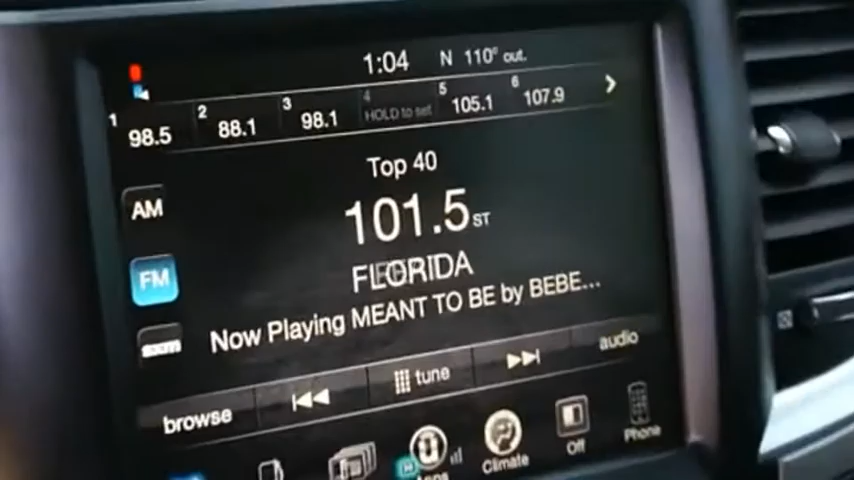 1:04 N 110° out.
1 98.5 2 88.1 3 98.1 4 HOLD to set 5 105.1 6 107.9
Top 40
AM 101.5 ST
FM FLORIDA
Now Playing MEANT TO BE by BEBE...
browse tune audio
Apps Climate Off Phone